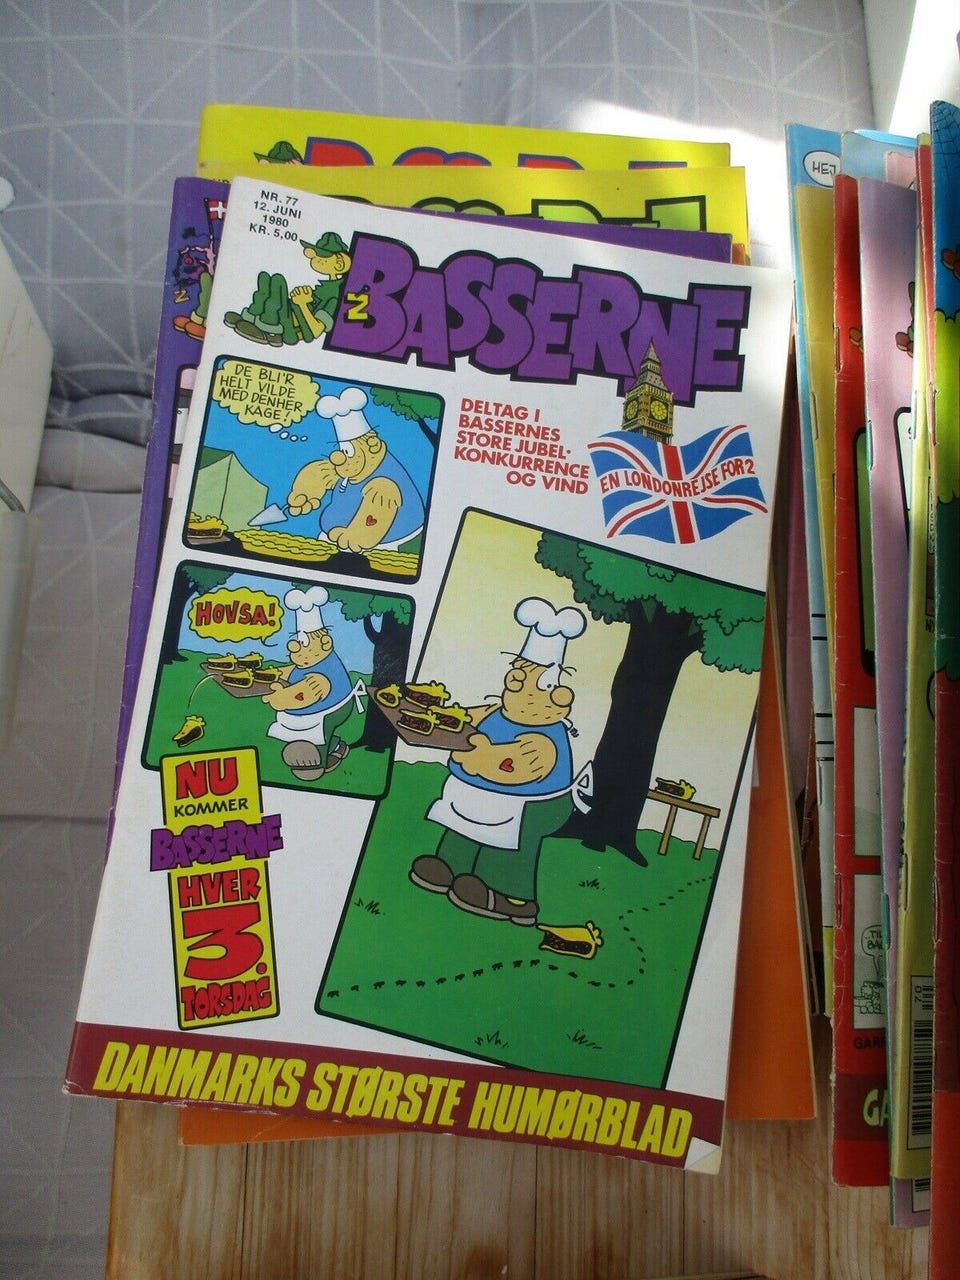 NR. 77
12. JUNI
1980
KR. 5,00
Z
BASSERNE
DE BLI'R
HELT VILDE
MED DENHER
KAGE!
DELTAG I
BASSERNES
STORE JUBEL-
KONKURRENCE
OG VIND
EN LONDONREJSE FOR 2
HOVSA!
NU
KOMMER
BASSERNE
HVER
3.
TORSDAG
DANMARKS STØRSTE HUMØRBLAD
Z
HEJ
70